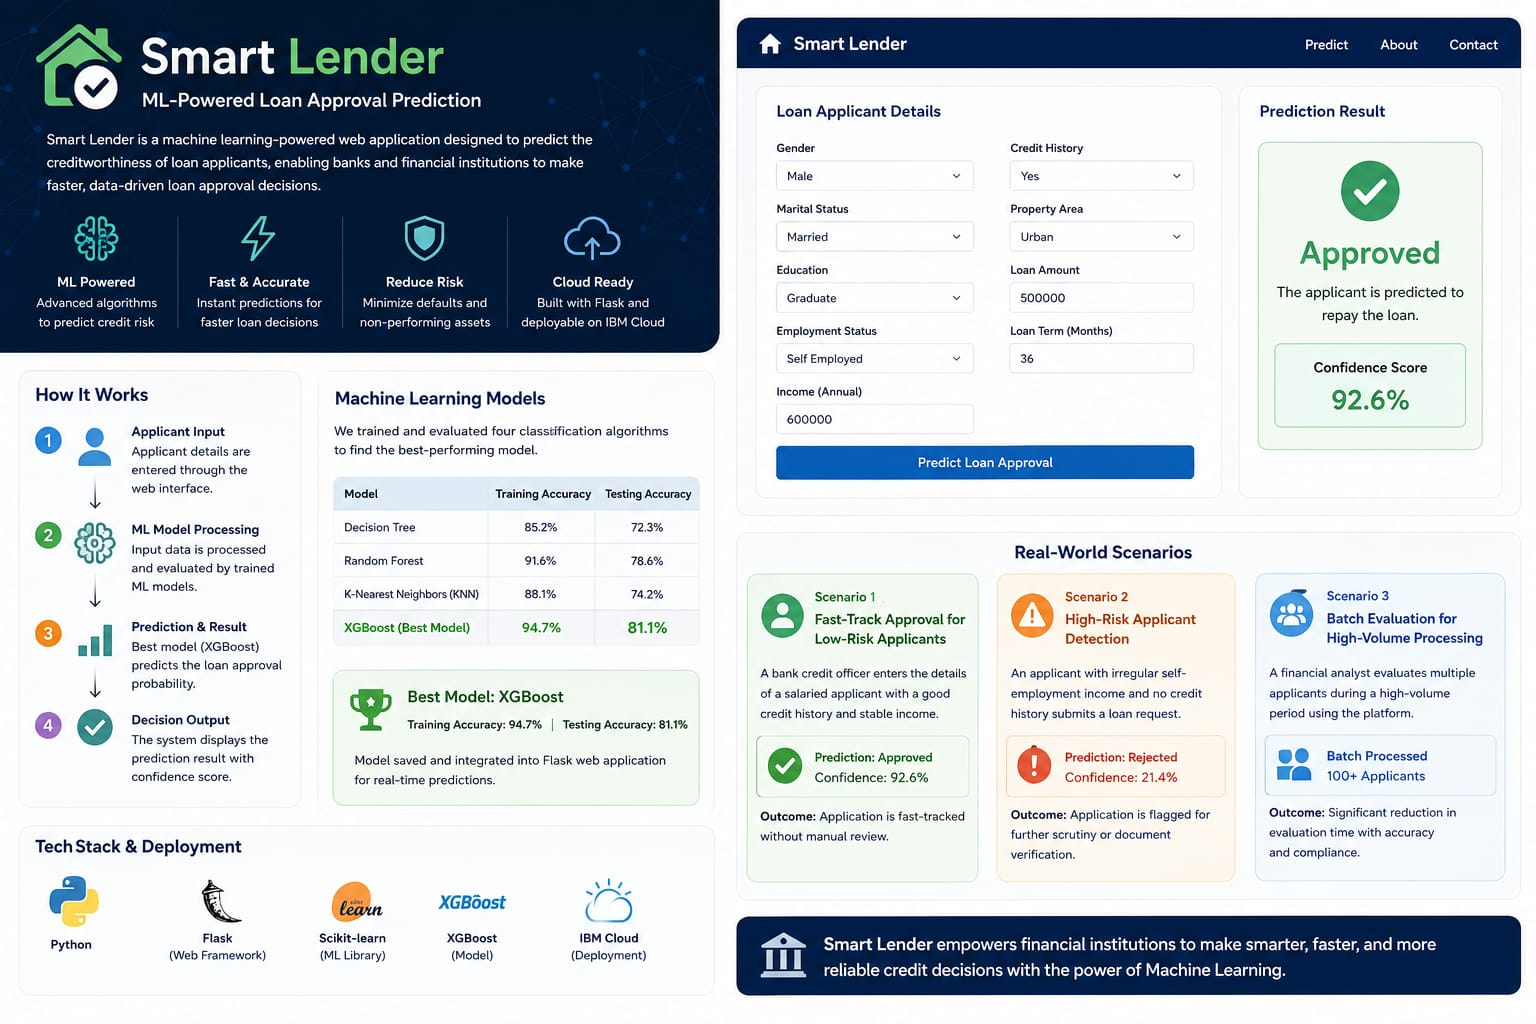 Smart Lender
ML-Powered Loan Approval Prediction
Smart Lender is a machine learning-powered web application designed to predict the
creditworthiness of loan applicants, enabling banks and financial institutions to make
faster, data-driven loan approval decisions.
ML Powered
Advanced algorithms
to predict credit risk
Fast & Accurate
Instant predictions for
faster loan decisions
Reduce Risk
Minimize defaults and
non-performing assets
Cloud Ready
Built with Flask and
deployable on IBM Cloud
How It Works
1
Applicant Input
Applicant details are
entered through the
web interface.
2
ML Model Processing
Input data is processed
and evaluated by trained
ML models.
3
Prediction & Result
Best model (XGBoost)
predicts the loan approval
probability.
4
Decision Output
The system displays the
prediction result with
confidence score.
Machine Learning Models
We trained and evaluated four classification algorithms
to find the best-performing model.
Model Training Accuracy Testing Accuracy
Decision Tree 85.2% 72.3%
Random Forest 91.6% 78.6%
K-Nearest Neighbors (KNN) 88.1% 74.2%
XGBoost (Best Model) 94.7% 81.1%
Best Model: XGBoost
Training Accuracy: 94.7% | Testing Accuracy: 81.1%
Model saved and integrated into Flask web application
for real-time predictions.
Tech Stack & Deployment
Python
Flask
(Web Framework)
learn
Scikit-learn
(ML Library)
XGBoost
XGBoost
(Model)
IBM Cloud
(Deployment)
Smart Lender
Predict About Contact
Loan Applicant Details
Gender
Male
Marital Status
Married
Education
Graduate
Employment Status
Self Employed
Income (Annual)
600000
Credit History
Yes
Property Area
Urban
Loan Amount
500000
Loan Term (Months)
36
Predict Loan Approval
Prediction Result
Approved
The applicant is predicted to
repay the loan.
Confidence Score
92.6%
Real-World Scenarios
Scenario 1
Fast-Track Approval for
Low-Risk Applicants
A bank credit officer enters the details
of a salaried applicant with a good
credit history and stable income.
Prediction: Approved
Confidence: 92.6%
Outcome: Application is fast-tracked
without manual review.
Scenario 2
High-Risk Applicant
Detection
An applicant with irregular self-
employment income and no credit
history submits a loan request.
Prediction: Rejected
Confidence: 21.4%
Outcome: Application is flagged for
further scrutiny or document
verification.
Scenario 3
Batch Evaluation for
High-Volume Processing
A financial analyst evaluates multiple
applicants during a high-volume
period using the platform.
Batch Processed
100+ Applicants
Outcome: Significant reduction in
evaluation time with accuracy
and compliance.
Smart Lender empowers financial institutions to make smarter, faster, and more
reliable credit decisions with the power of Machine Learning.